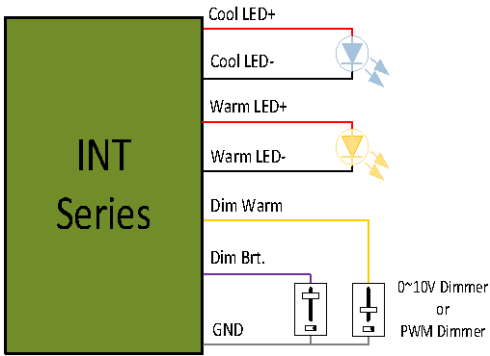 Cool LED+
Cool LED-
Warm LED+
INT
Series
Warm LED-
Dim Warm
Dim Brt.
GND
0~10V Dimmer
or
PWM Dimmer